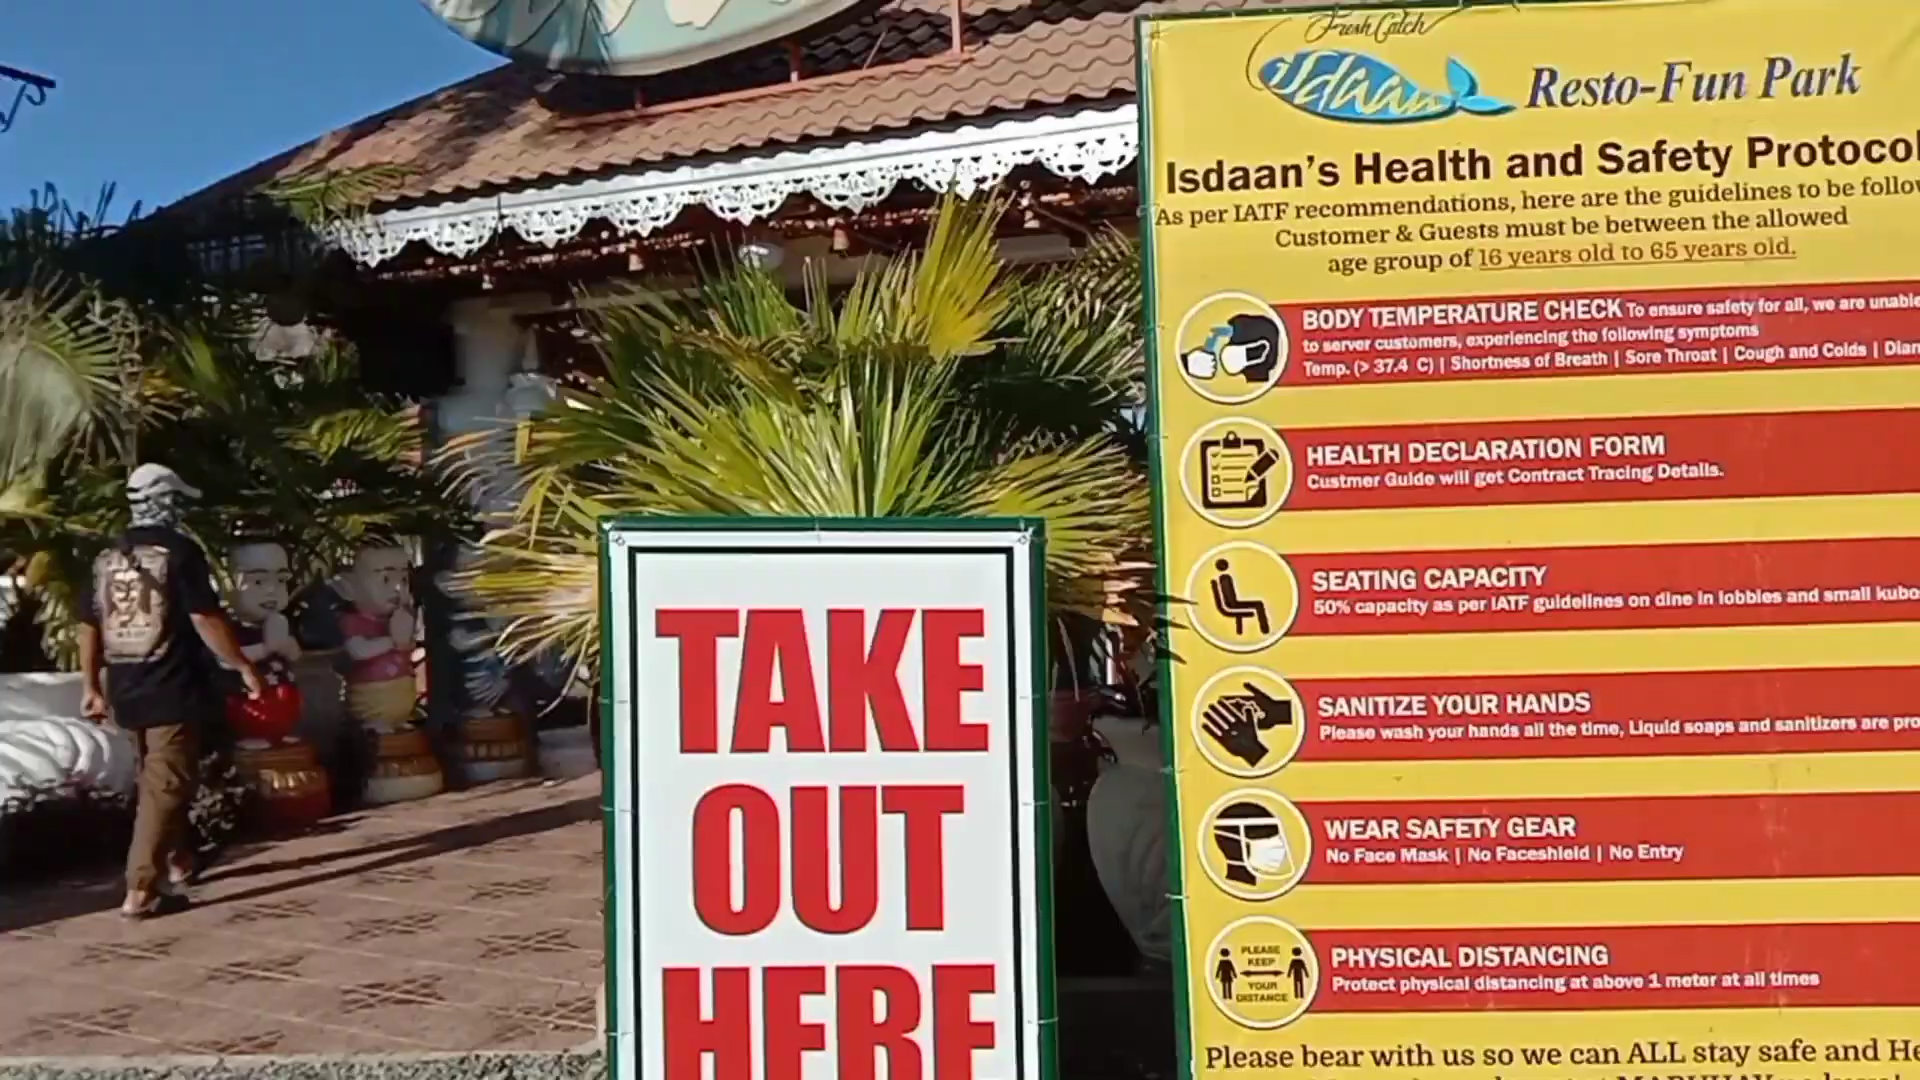 TAKE
OUT
HERE
Fresh Catch
Isdaan Resto-Fun Park
Isdaan's Health and Safety Protocol
As per IATF recommendations, here are the guidelines to be
Customer & Guests must be between the allowed
age group of 16 years old to 65 years old.
BODY TEMPERATURE CHECK To ensure safety for all, we are unable
to server customers, experiencing the following symptoms
Temp. (> 37.4 C) | Shortness of Breath | Sore Throat | Cough and Colds |
HEALTH DECLARATION FORM
Custmer Guide will get Contract Tracing Details.
SEATING CAPACITY
50% capacity as per IATF guidelines on dine in lobbies and small
SANITIZE YOUR HANDS
Please wash your hands all the time, Liquid soaps and sanitizers are
WEAR SAFETY GEAR
No Face Mask | No Faceshield | No Entry
PLEASE
KEEP
YOUR
DISTANCE
PHYSICAL DISTANCING
Protect physical distancing at above 1 meter at all times
Please bear with us so we can ALL stay safe and